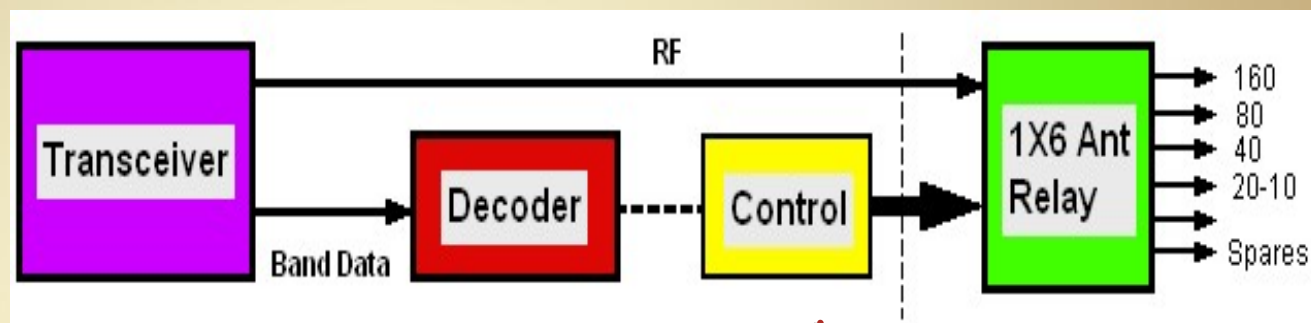 RF
Transceiver
Band Data
Decoder
Control
1X6 Ant
Relay
160
80
40
20-10
Spares